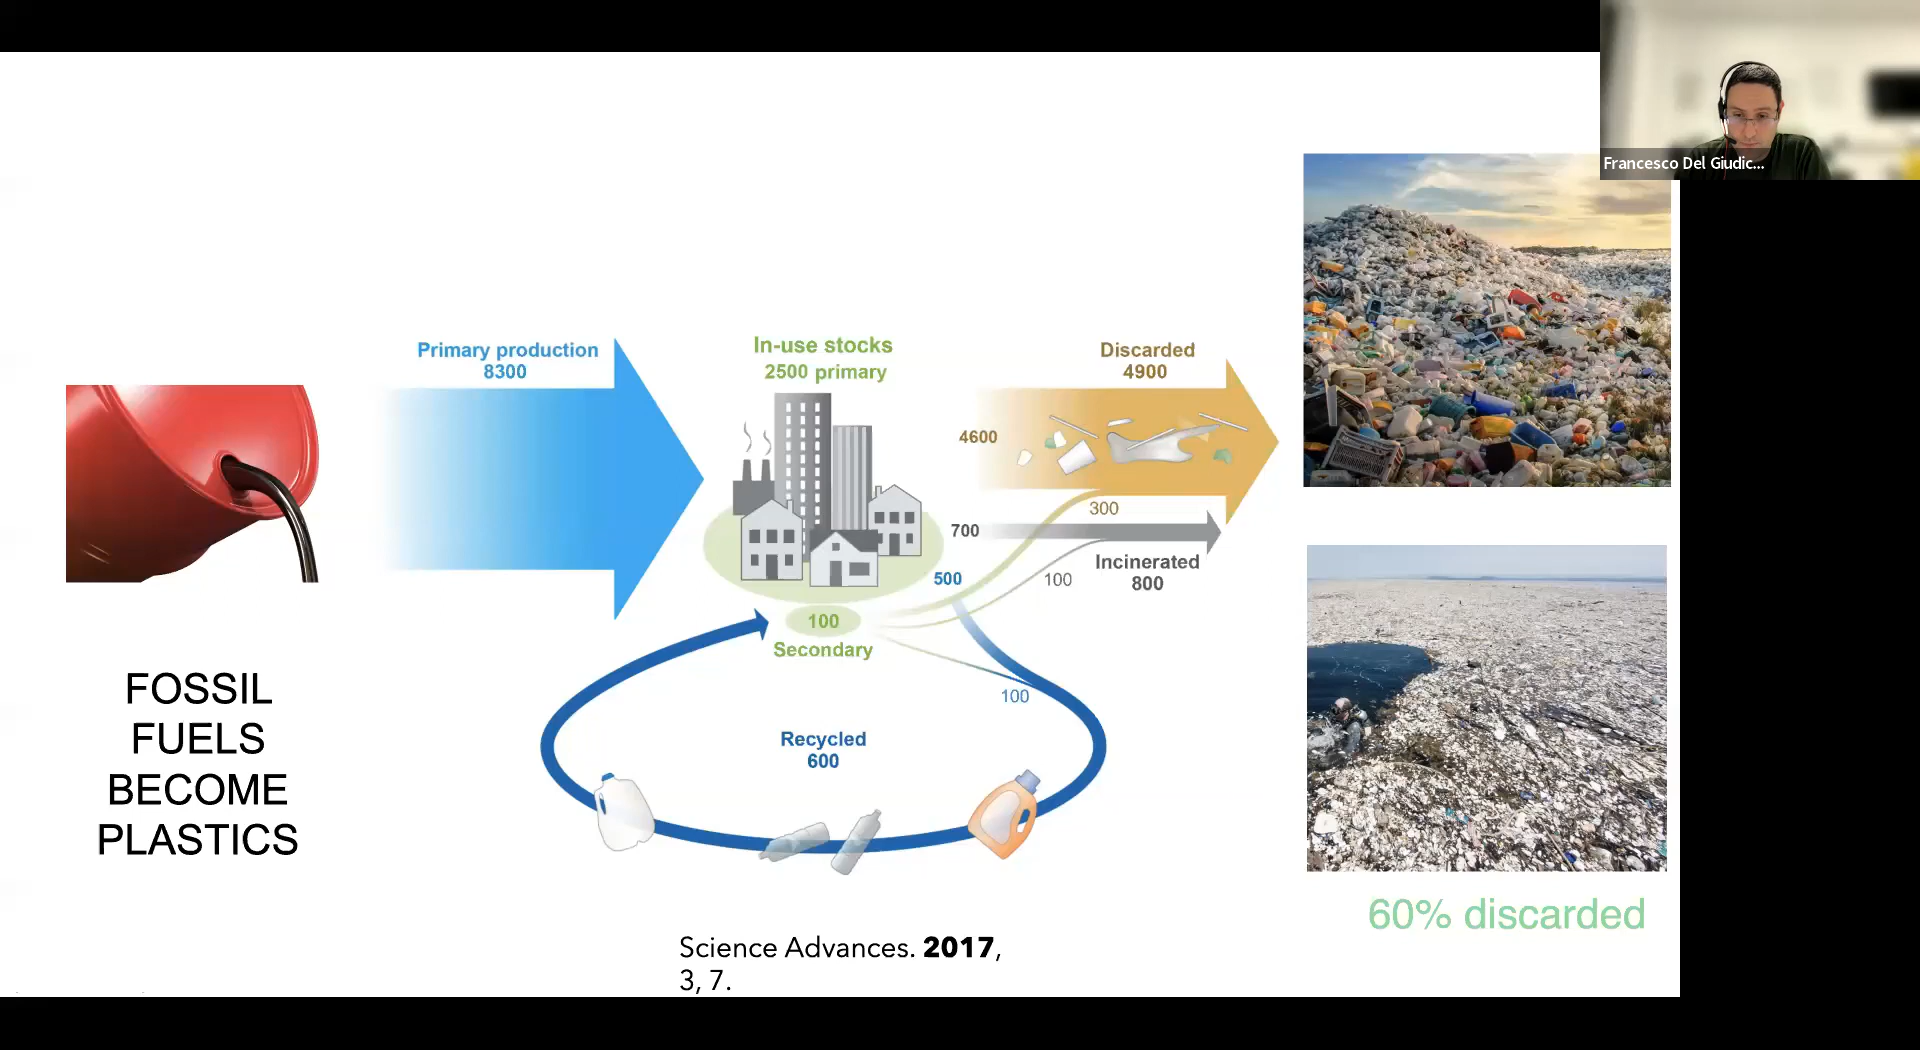 Francesco Del Giudic...
Primary production
8300
In-use stocks
2500 primary
Discarded
4900
4600
300
700
Incinerated
800
500
100
100
Secondary
100
Recycled
600
FOSSIL
FUELS
BECOME
PLASTICS
60% discarded
Science Advances. 2017,
3, 7.